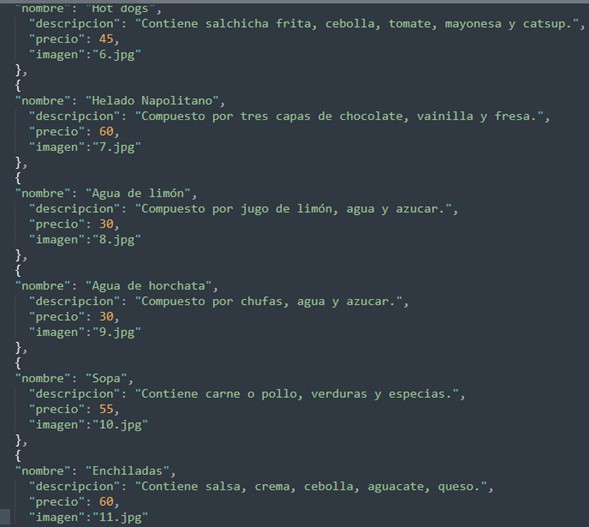 "nombre": "Hot dogs",
"descripcion": "Contiene salchicha frita, cebolla, tomate, mayonesa y catsup.",
"precio": 45,
"imagen":"6.jpg"
},
{
"nombre": "Helado Napolitano",
"descripcion": "Compuesto por tres capas de chocolate, vainilla y fresa.",
"precio": 60,
"imagen":"7.jpg"
},
{
"nombre": "Agua de limón",
"descripcion": "Compuesto por jugo de limón, agua y azucar.",
"precio": 30,
"imagen":"8.jpg"
},
{
"nombre": "Agua de horchata",
"descripcion": "Compuesto por chufas, agua y azucar.",
"precio": 30,
"imagen":"9.jpg"
},
{
"nombre": "Sopa",
"descripcion": "Contiene carne o pollo, verduras y especias.",
"precio": 55,
"imagen":"10.jpg"
},
{
"nombre": "Enchiladas",
"descripcion": "Contiene salsa, crema, cebolla, aguacate, queso.",
"precio": 60,
"imagen":"11.jpg"